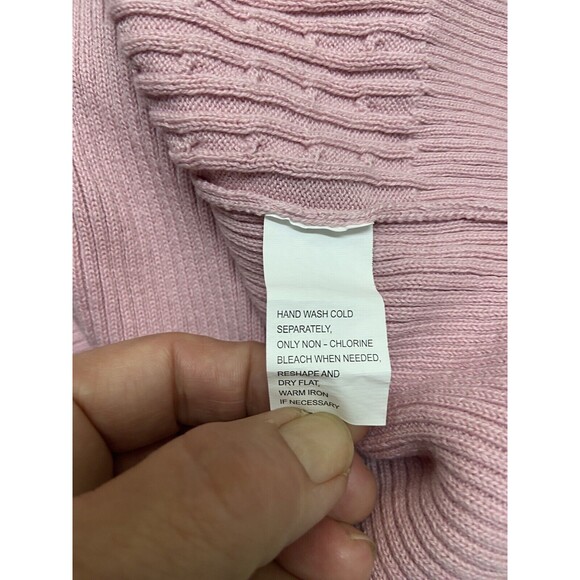 HAND WASH COLD
SEPARATELY,
ONLY NON - CHLORINE
BLEACH WHEN NEEDED,
RESHAPE AND
DRY FLAT,
WARM IRON
IF NECESSARY